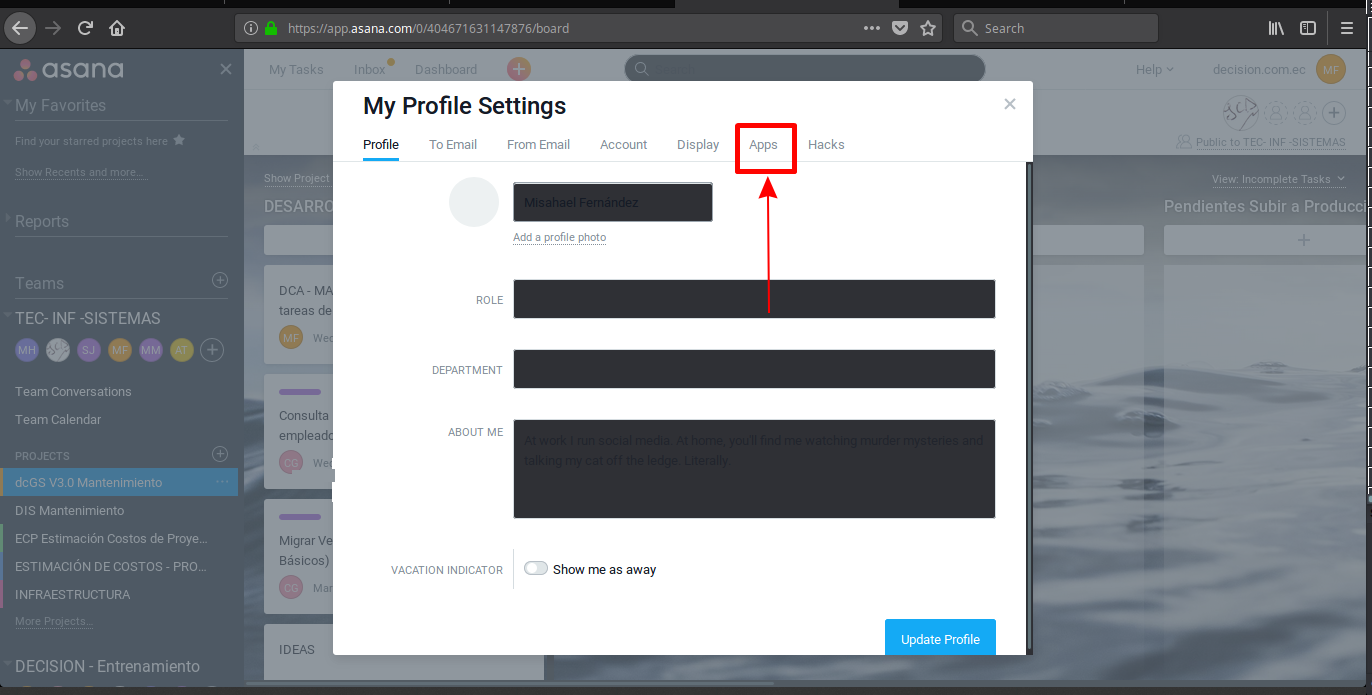 https://app.asana.com/0/404671631147876/board
Search
asana
My Tasks
Inbox
Dashboard
Help
decision.com.ec
MF
My Favorites
Find your starred projects here
Show Recents and more...
Reports
Teams
TEC- INF -SISTEMAS
MH
SJ
MF
MM
AT
Team Conversations
Team Calendar
PROJECTS
dcGS V3.0 Mantenimiento
DIS Mantenimiento
ECP Estimación Costos de Proye...
ESTIMACIÓN DE COSTOS - PRO...
INFRAESTRUCTURA
More Projects...
DECISION - Entrenamiento
Public to TEC- INF -SISTEMAS
Show Project
View: Incomplete Tasks
DESARRO
Pendientes Subir a Producci
DCA - MA
tareas de
MF
Wed
Consulta
empleado
CG
Wed
Migrar Ve
Básicos)
CG
Mar
IDEAS
My Profile Settings
Profile
To Email
From Email
Account
Display
Apps
Hacks
Misahael Fernández
Add a profile photo
ROLE
DEPARTMENT
ABOUT ME
At work I run social media. At home, you'll find me watching murder mysteries and
talking my cat off the ledge. Literally
VACATION INDICATOR
Show me as away
Update Profile